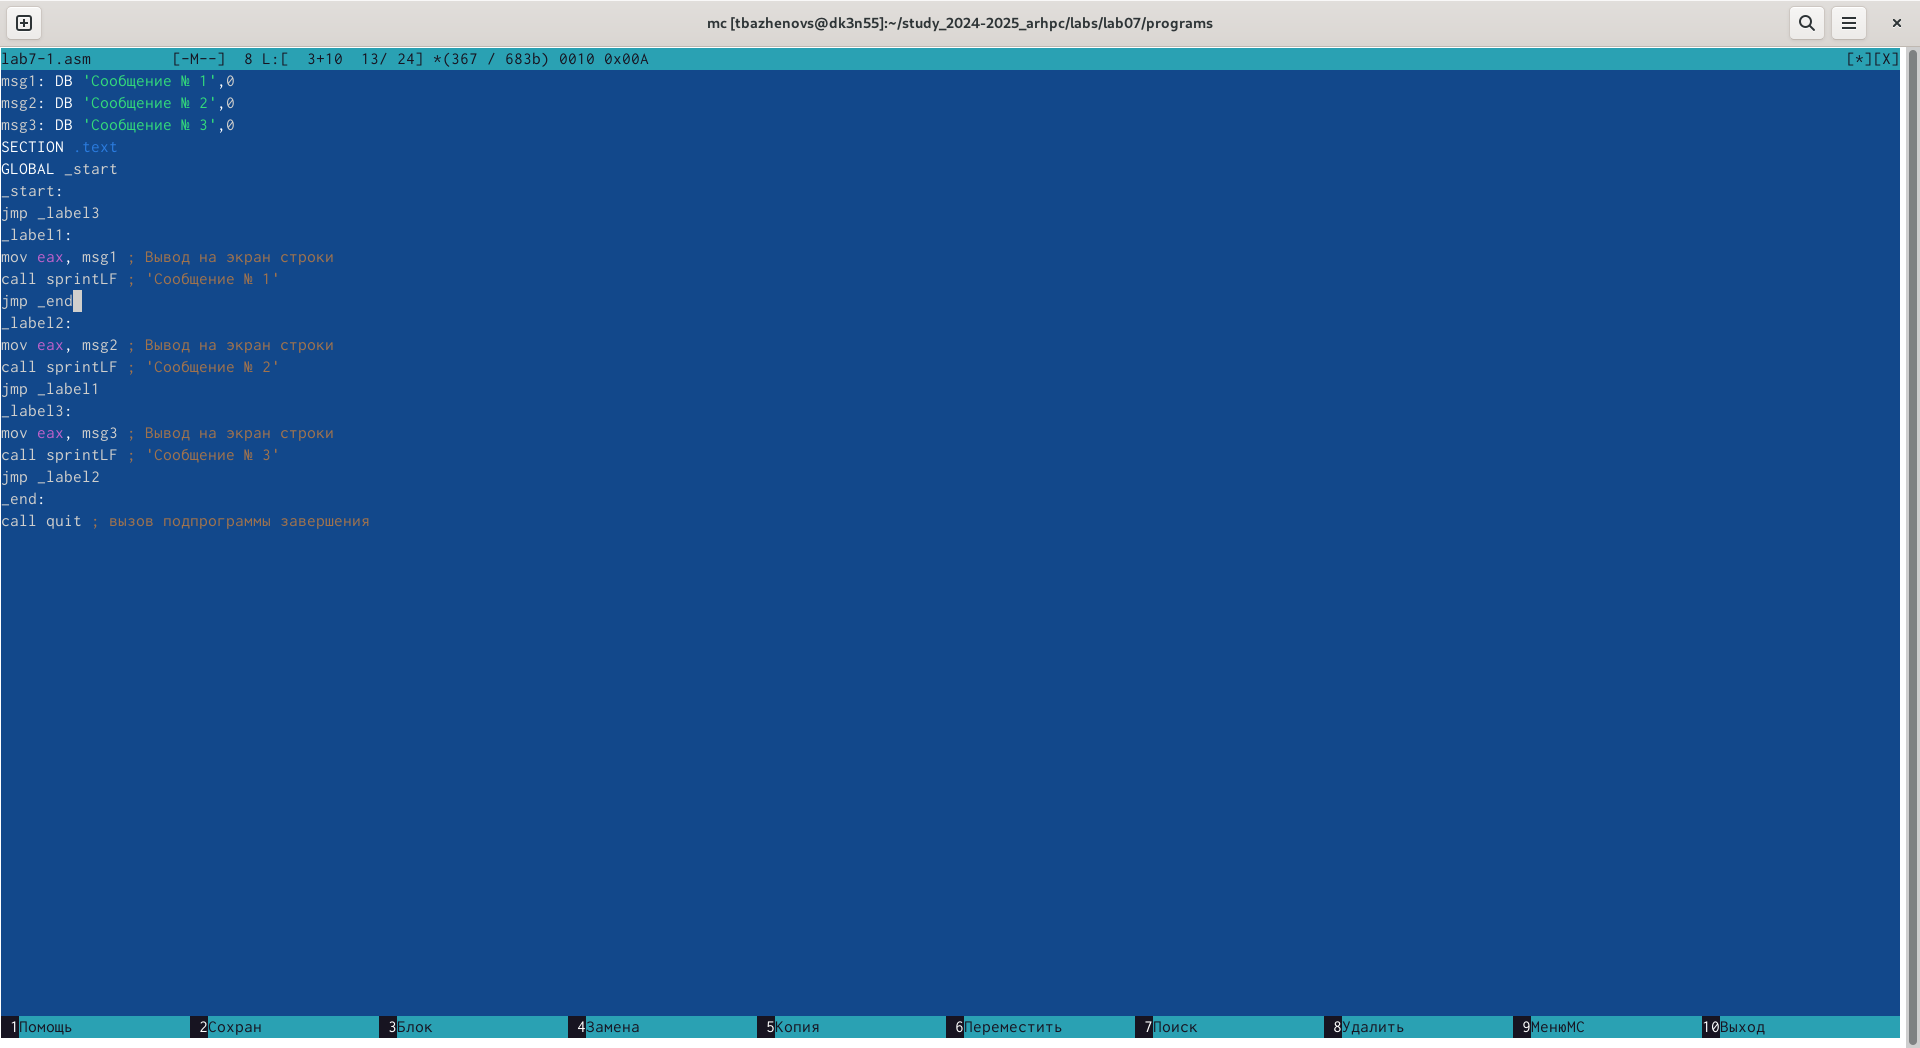 mc [tbazhenovs@dk3n55]:~/study_2024-2025_arhpc/labs/lab07/programs
lab7-1.asm         [-M--]  8 L:[  3+10  13/ 24] *(367 / 683b) 0010 0x00A [*][X]
msg1: DB 'Сообщение № 1',0
msg2: DB 'Сообщение № 2',0
msg3: DB 'Сообщение № 3',0
SECTION .text
GLOBAL _start
_start:
jmp _label3
_label1:
mov eax, msg1 ; Вывод на экран строки
call sprintLF ; 'Сообщение № 1'
jmp _end
_label2:
mov eax, msg2 ; Вывод на экран строки
call sprintLF ; 'Сообщение № 2'
jmp _label1
_label3:
mov eax, msg3 ; Вывод на экран строки
call sprintLF ; 'Сообщение № 3'
jmp _label2
_end:
call quit ; вызов подпрограммы завершения
1Помощь 2Сохран 3Блок 4Замена 5Копия 6Переместить 7Поиск 8Удалить 9МенюMC 10Выход